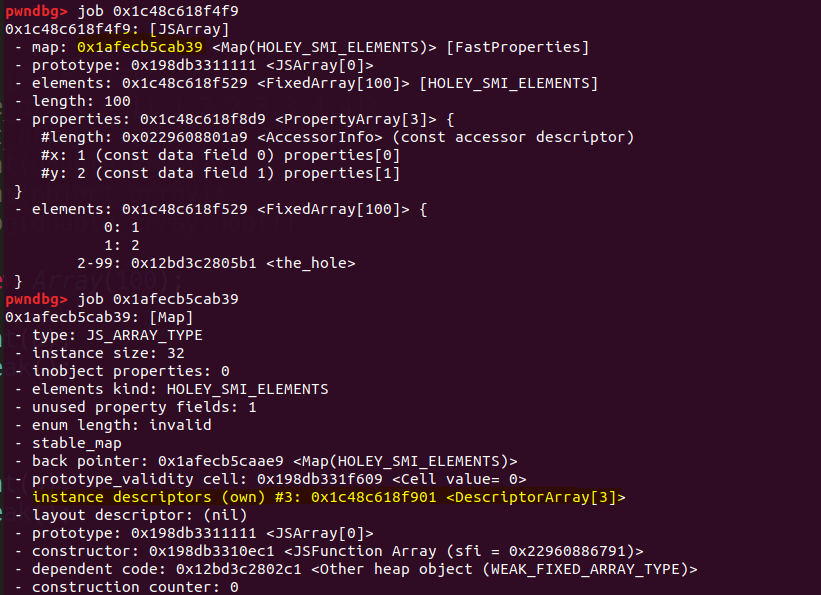 pwndbg> job 0x1c48c618f4f9
0x1c48c618f4f9: [JSArray]
 - map: 0x1afecb5cab39 <Map(HOLEY_SMI_ELEMENTS)> [FastProperties]
 - prototype: 0x198db3311111 <JSArray[0]>
 - elements: 0x1c48c618f529 <FixedArray[100]> [HOLEY_SMI_ELEMENTS]
 - length: 100
 - properties: 0x1c48c618f8d9 <PropertyArray[3]> {
    #length: 0x0229608801a9 <AccessorInfo> (const accessor descriptor)
    #x: 1 (const data field 0) properties[0]
    #y: 2 (const data field 1) properties[1]
 }
 - elements: 0x1c48c618f529 <FixedArray[100]> {
           0: 1
           1: 2
        2-99: 0x12bd3c2805b1 <the_hole>
 }
pwndbg> job 0x1afecb5cab39
0x1afecb5cab39: [Map]
 - type: JS_ARRAY_TYPE
 - instance size: 32
 - inobject properties: 0
 - elements kind: HOLEY_SMI_ELEMENTS
 - unused property fields: 1
 - enum length: invalid
 - stable_map
 - back pointer: 0x1afecb5caae9 <Map(HOLEY_SMI_ELEMENTS)>
 - prototype_validity cell: 0x198db331f609 <Cell value= 0>
 - instance descriptors (own) #3: 0x1c48c618f901 <DescriptorArray[3]>
 - layout descriptor: (nil)
 - prototype: 0x198db3311111 <JSArray[0]>
 - constructor: 0x198db3310ec1 <JSFunction Array (sfi = 0x22960886791)>
 - dependent code: 0x12bd3c2802c1 <Other heap object (WEAK_FIXED_ARRAY_TYPE)>
 - construction counter: 0